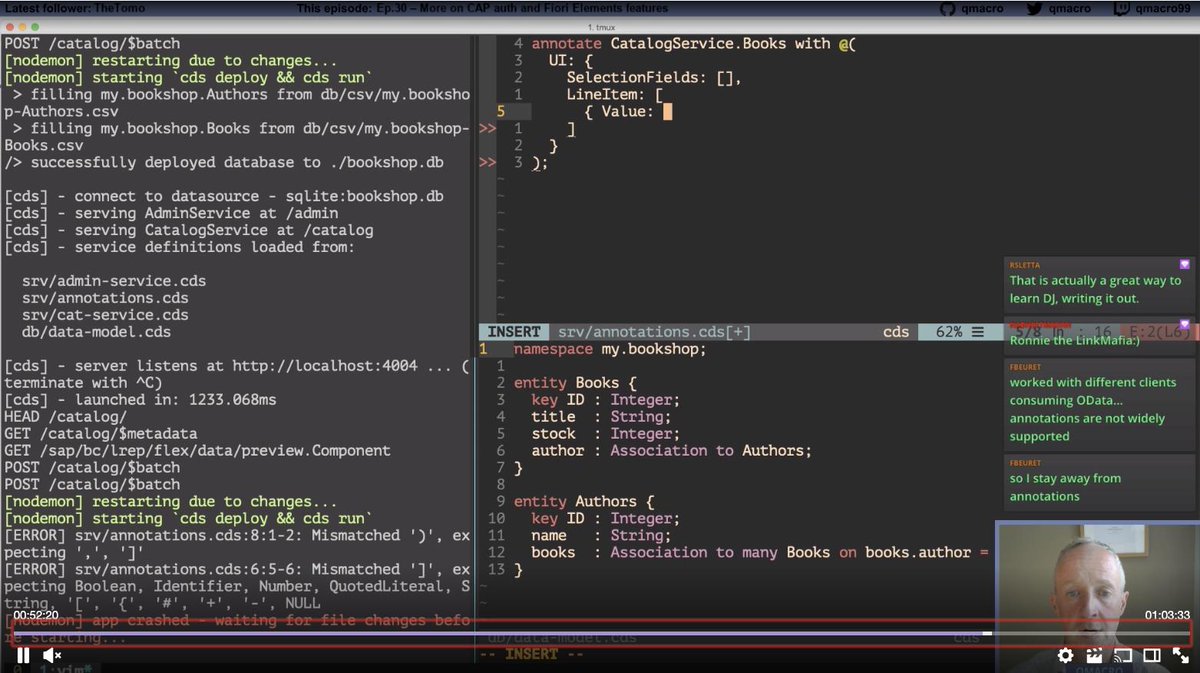 Latest follower: TheTomo
This episode: Ep.30 – More on CAP auth and Fiori Elements features
qmacro
qmacro
qmacro99
1. tmux
POST /catalog/$batch
[nodemon] restarting due to changes...
[nodemon] starting `cds deploy && cds run`
> filling my.bookshop.Authors from db/csv/my.booksho
p-Authors.csv
> filling my.bookshop.Books from db/csv/my.bookshop-
Books.csv
/> successfully deployed database to ./bookshop.db
[cds] - connect to datasource - sqlite:bookshop.db
[cds] - serving AdminService at /admin
[cds] - serving CatalogService at /catalog
[cds] - service definitions loaded from:
srv/admin-service.cds
srv/annotations.cds
srv/cat-service.cds
db/data-model.cds
[cds] - server listens at http://localhost:4004 ... (
terminate with ^C)
[cds] - launched in: 1233.068ms
HEAD /catalog/
GET /catalog/$metadata
GET /sap/bc/lrep/flex/data/preview.Component
POST /catalog/$batch
POST /catalog/$batch
[nodemon] restarting due to changes...
[nodemon] starting `cds deploy && cds run`
[ERROR] srv/annotations.cds:8:1-2: Mismatched ')', ex
pecting ',', ']'
[ERROR] srv/annotations.cds:6:5-6: Mismatched ']', ex
pecting Boolean, Identifier, Number, QuotedLiteral, S
tring, '[', '{', '#', '+', '-', NULL
[nodemon] app crashed - waiting for file changes befo
re starting...
00:52:20
1:vim*
4 annotate CatalogService.Books with @(
3 UI: {
2 SelectionFields: [],
1 LineItem: [
5 { Value:
>> 1 ]
2 }
>> 3 );
INSERT srv/annotations.cds[+] cds 62% ☰ 5/8 ln : 16 E:2(L6)
1 namespace my.bookshop;
1
2 entity Books {
3 key ID : Integer;
4 title : String;
5 stock : Integer;
6 author : Association to Authors;
7 }
8
9 entity Authors {
10 key ID : Integer;
11 name : String;
12 books : Association to many Books on books.author =
13 }
db/data-model.cds cds
-- INSERT --
RSLETTA
That is actually a great way to
learn DJ, writing it out.
Ronnie the LinkMafia:)
FBEURET
worked with different clients
consuming OData...
annotations are not widely
supported
FBEURET
so I stay away from
annotations
01:03:33